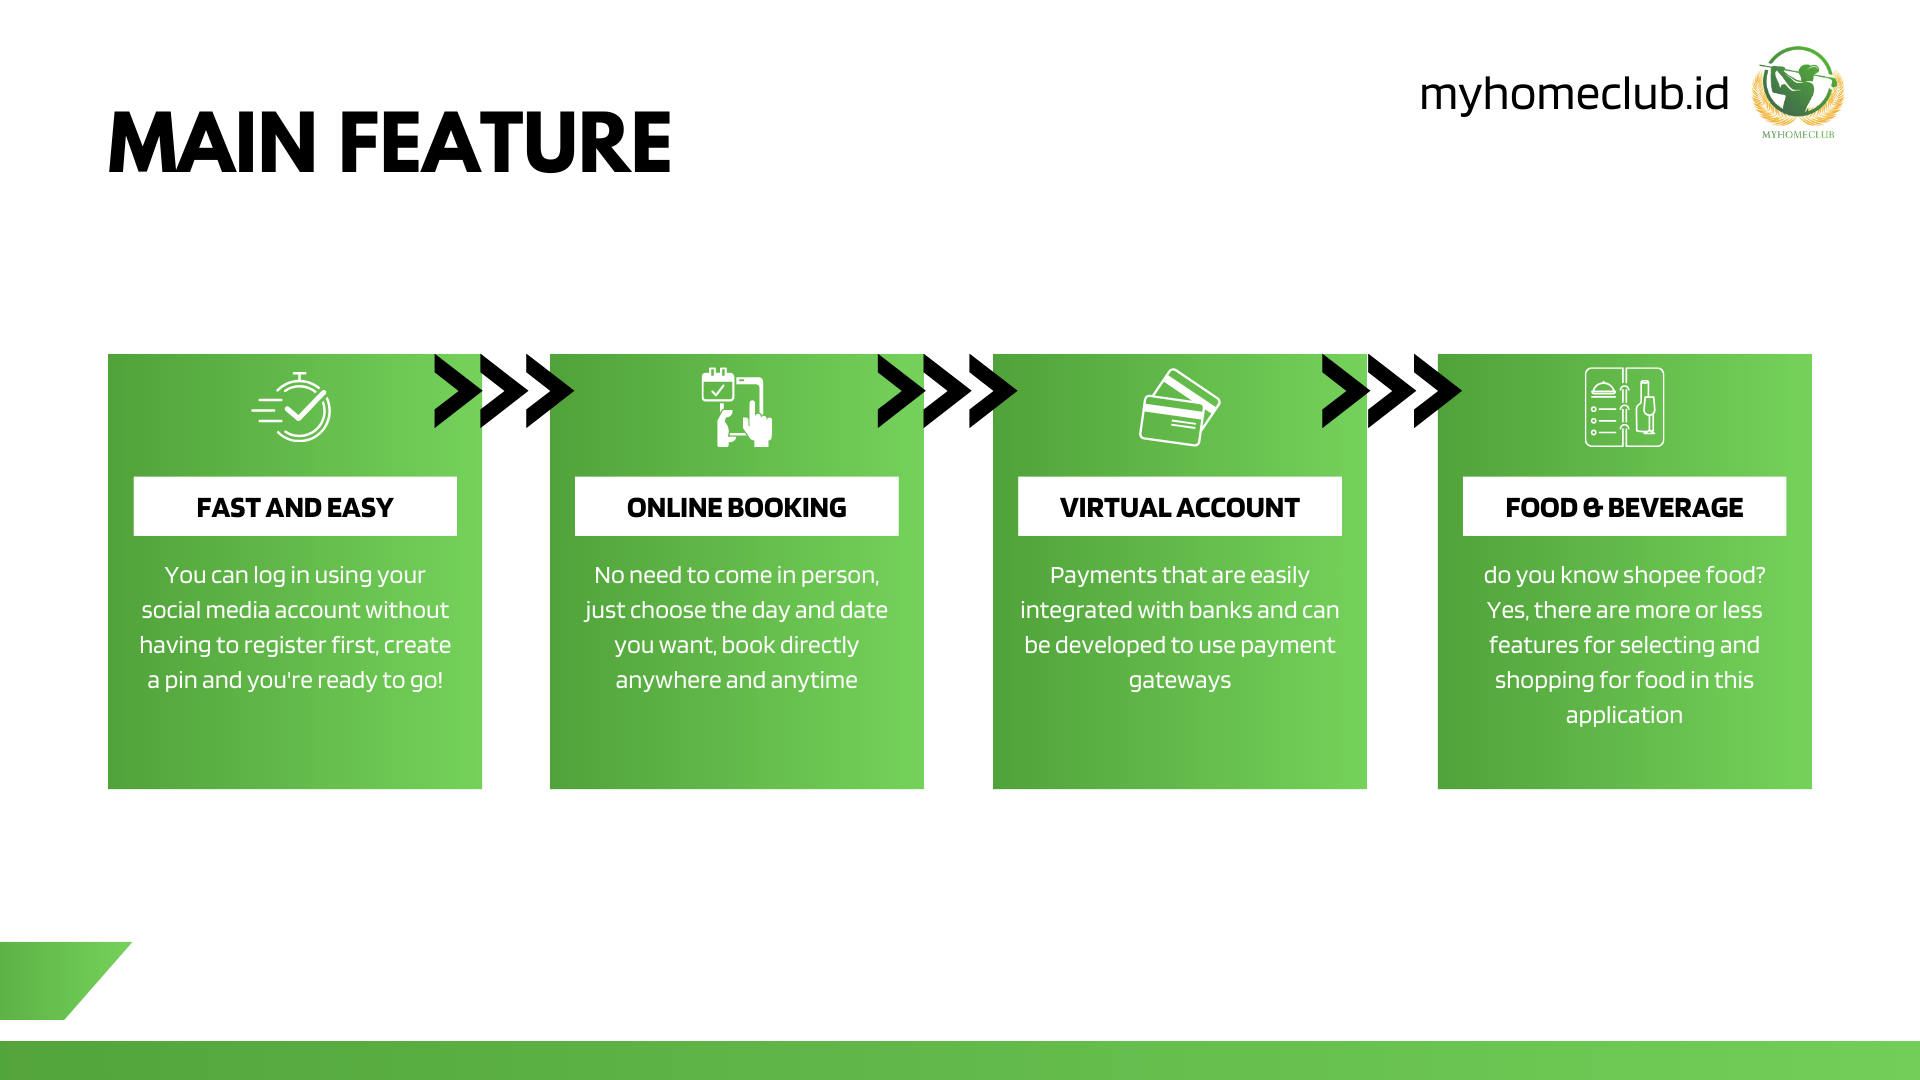 myhomeclub.id
MYHOMECLUB
MAIN FEATURE
FAST AND EASY
You can log in using your
social media account without
having to register first, create
a pin and you're ready to go!
ONLINE BOOKING
No need to come in person,
just choose the day and date
you want, book directly
anywhere and anytime
VIRTUAL ACCOUNT
Payments that are easily
integrated with banks and can
be developed to use payment
gateways
FOOD & BEVERAGE
do you know shopee food?
Yes, there are more or less
features for selecting and
shopping for food in this
application